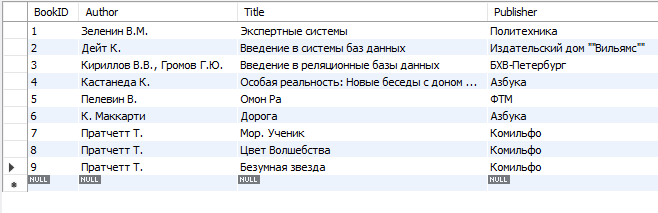 BookID Author Title Publisher
1 Зеленин В.М. Экспертные системы Политехника
2 Дейт К. Введение в системы баз данных Издательский дом ""Вильямс""
3 Кириллов В.В., Громов Г.Ю. Введение в реляционные базы данных БХВ-Петербург
4 Кастанеда К. Особая реальность: Новые беседы с доном ... Азбука
5 Пелевин В. Омон Ра ФТМ
6 К. Маккарти Дорога Азбука
7 Пратчетт Т. Мор. Ученик Комильфо
8 Пратчетт Т. Цвет Волшебства Комильфо
9 Пратчетт Т. Безумная звезда Комильфо
NULL NULL NULL NULL